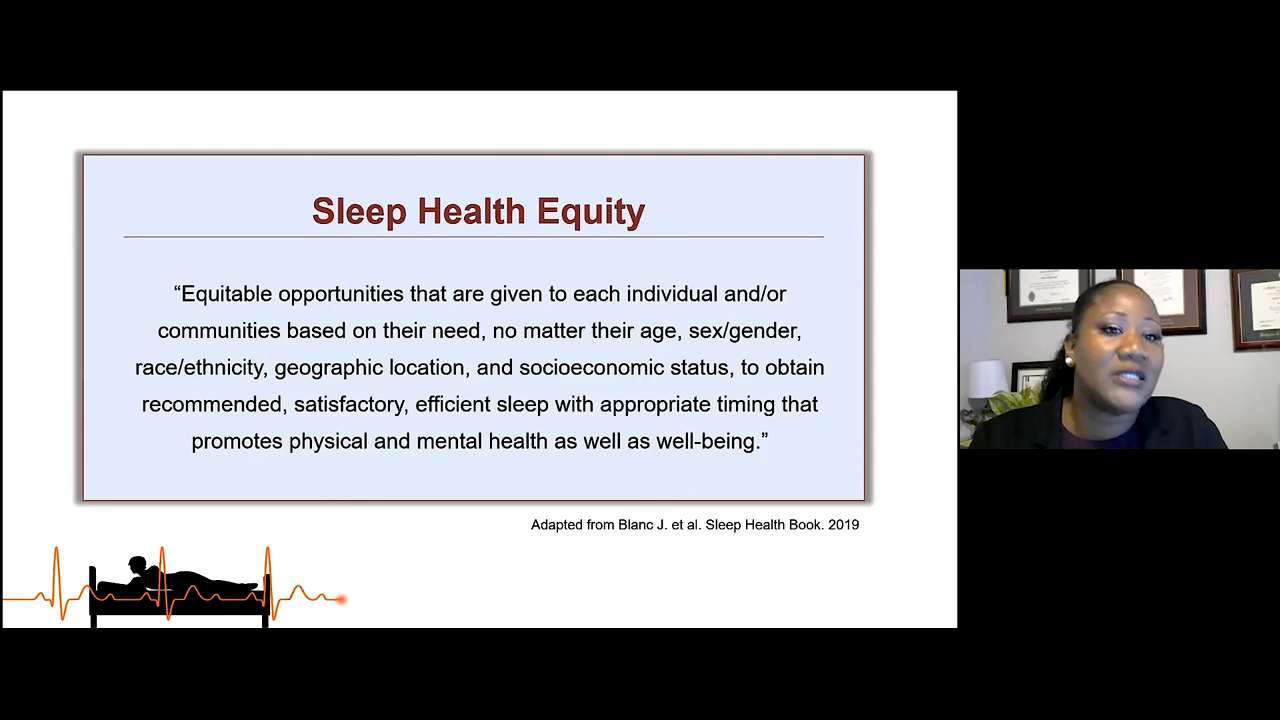 Sleep Health Equity
“Equitable opportunities that are given to each individual and/or
communities based on their need, no matter their age, sex/gender,
race/ethnicity, geographic location, and socioeconomic status, to obtain
recommended, satisfactory, efficient sleep with appropriate timing that
promotes physical and mental health as well as well-being.”
Adapted from Blanc J. et al. Sleep Health Book. 2019